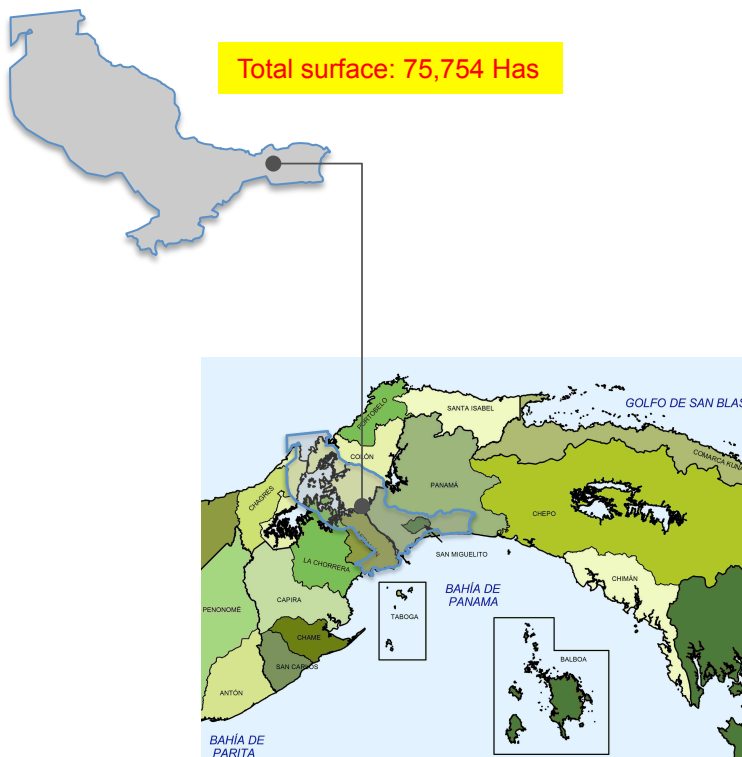 Total surface: 75,754 Has
PORTOBELO
SANTA ISABEL
GOLFO DE SAN BLAS
COLÓN
COMARCA KUNA
PANAMÁ
CHAGRES
CHEPO
SAN MIGUELITO
LA CHORRERA
CHIMÁN
BAHÍA DE
PANAMA
CAPIRA
PENONOMÉ
TABOGA
CHAME
BALBOA
SAN CARLOS
ANTÓN
BAHÍA DE
PARITA